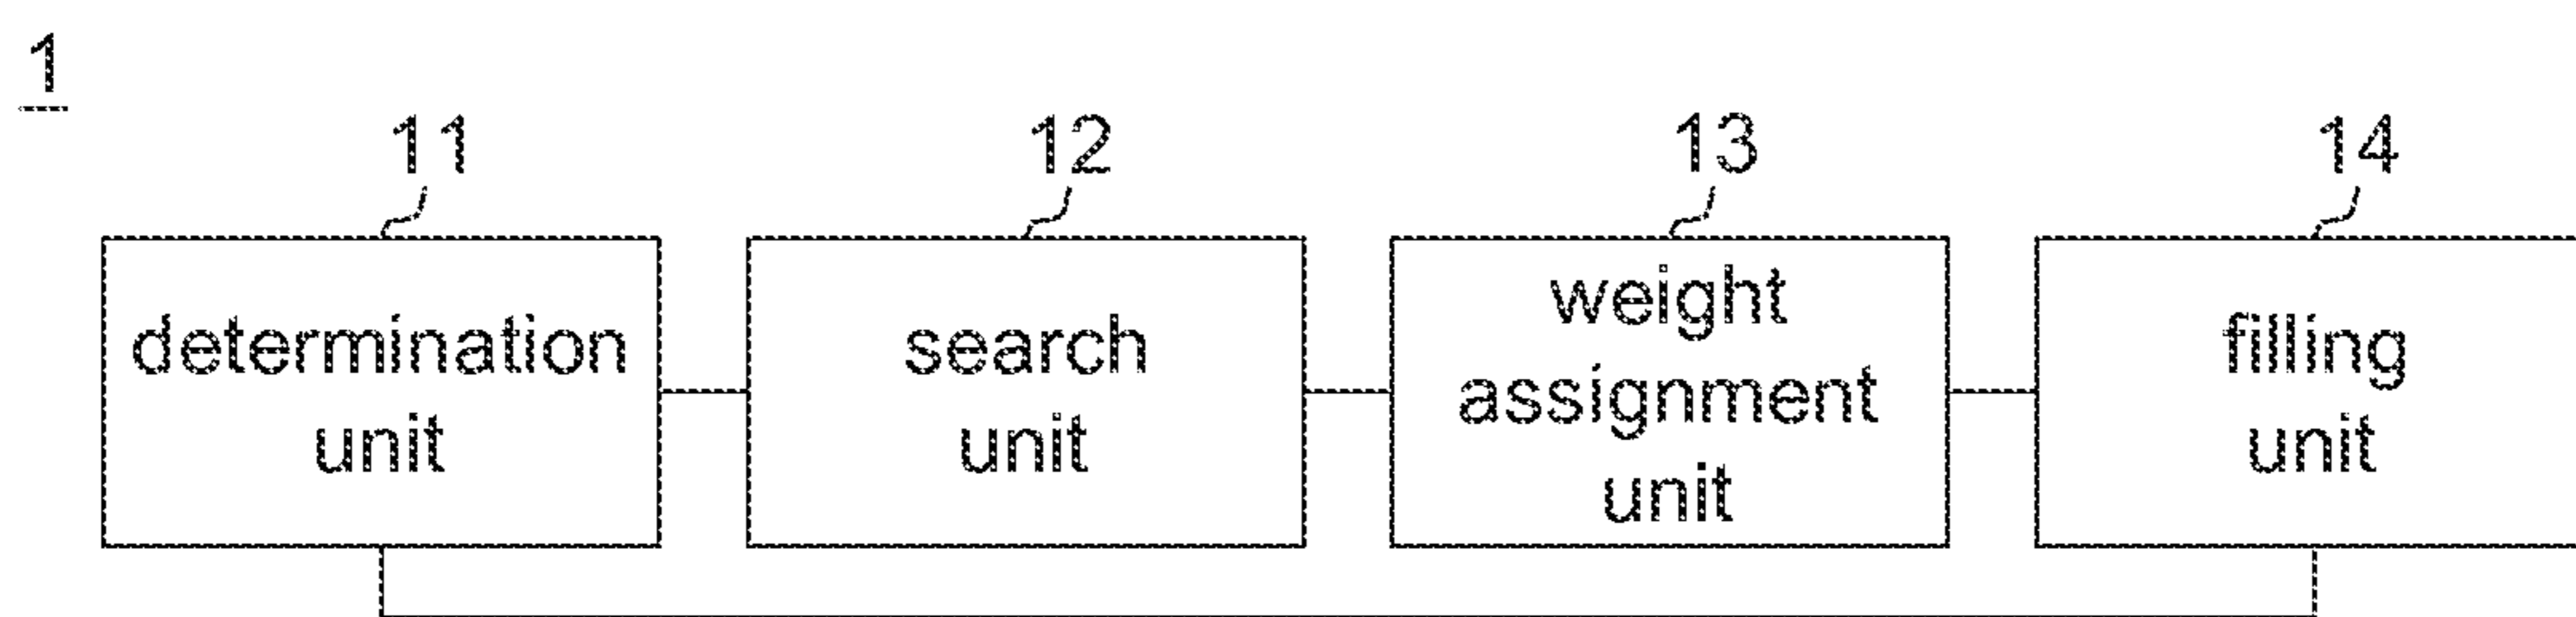 1
11
12
13
14
determination
unit
search
unit
weight
assignment
unit
filling
unit